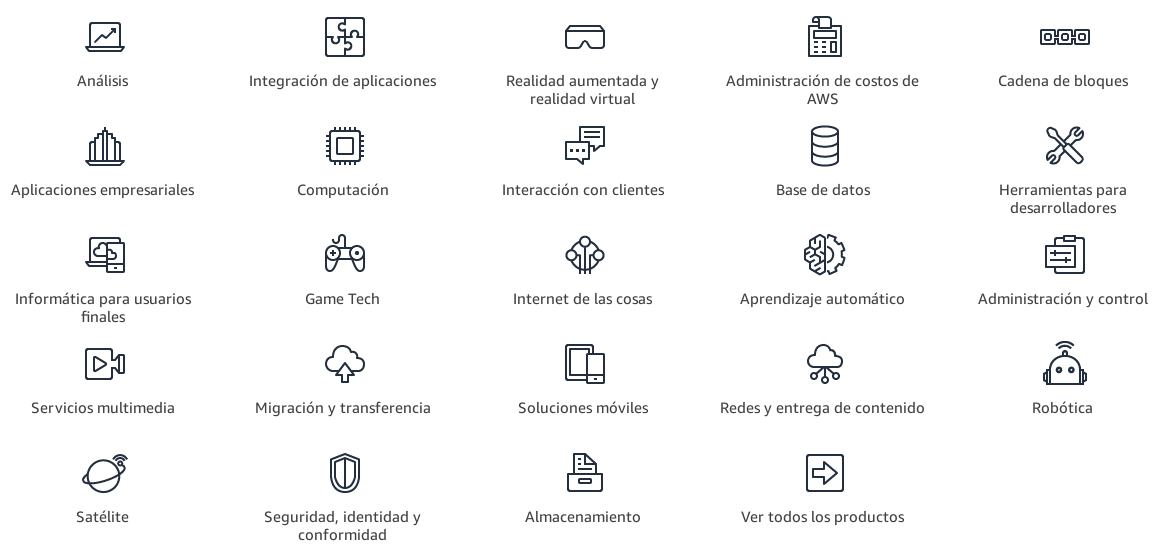 Análisis
Integración de aplicaciones
Realidad aumentada y
realidad virtual
Administración de costos de
AWS
Cadena de bloques
Aplicaciones empresariales
Computación
Interacción con clientes
Base de datos
Herramientas para
desarrolladores
Informática para usuarios
finales
Game Tech
Internet de las cosas
Aprendizaje automático
Administración y control
Servicios multimedia
Migración y transferencia
Soluciones móviles
Redes y entrega de contenido
Robótica
Satélite
Seguridad, identidad y
conformidad
Almacenamiento
Ver todos los productos